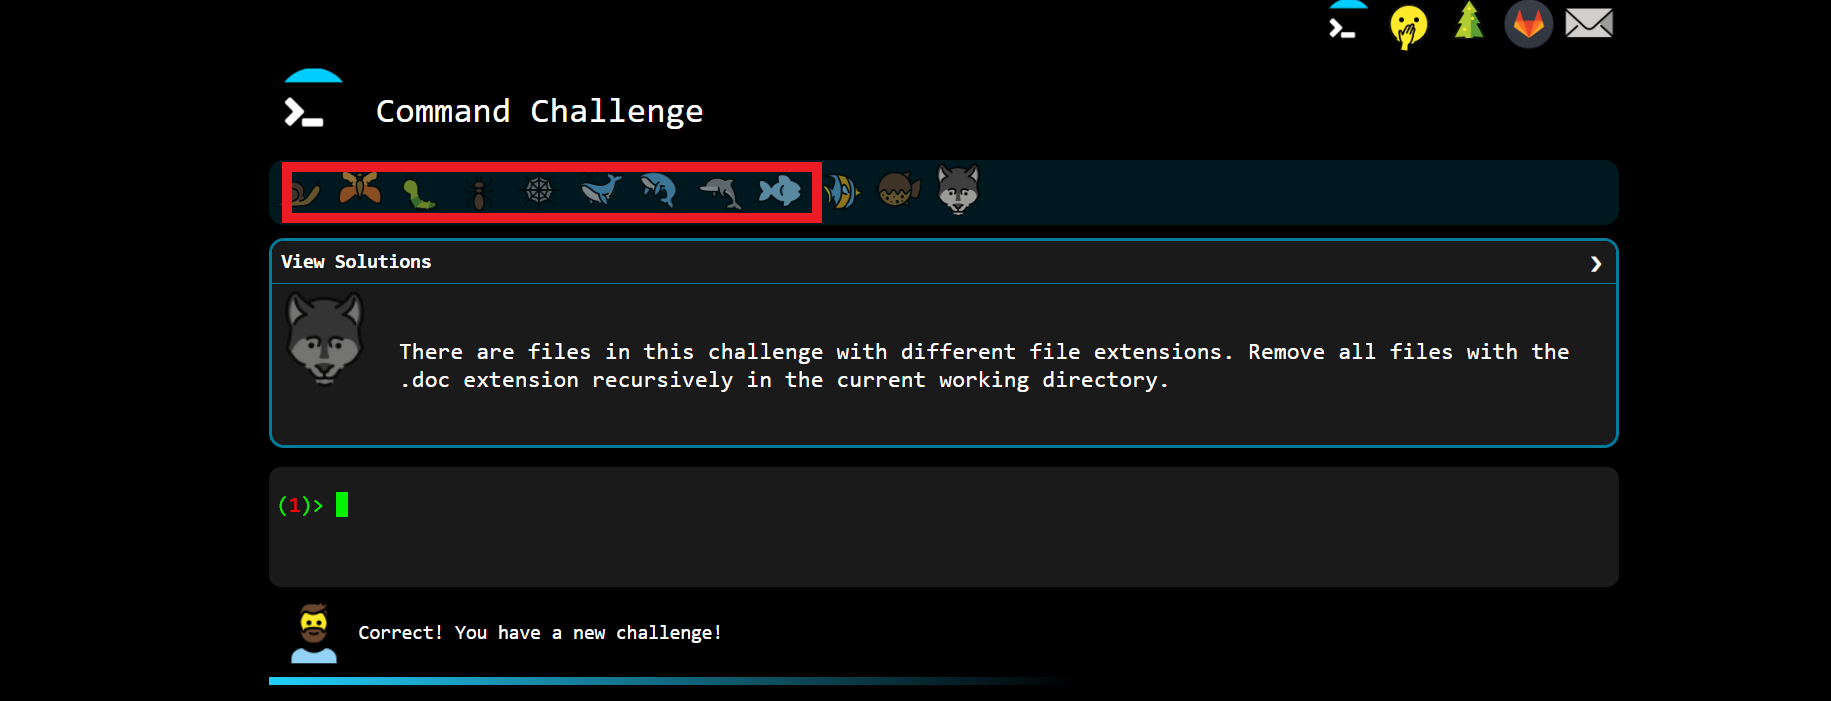 Command Challenge
View Solutions
There are files in this challenge with different file extensions. Remove all files with the
.doc extension recursively in the current working directory.
(1)>
Correct! You have a new challenge!